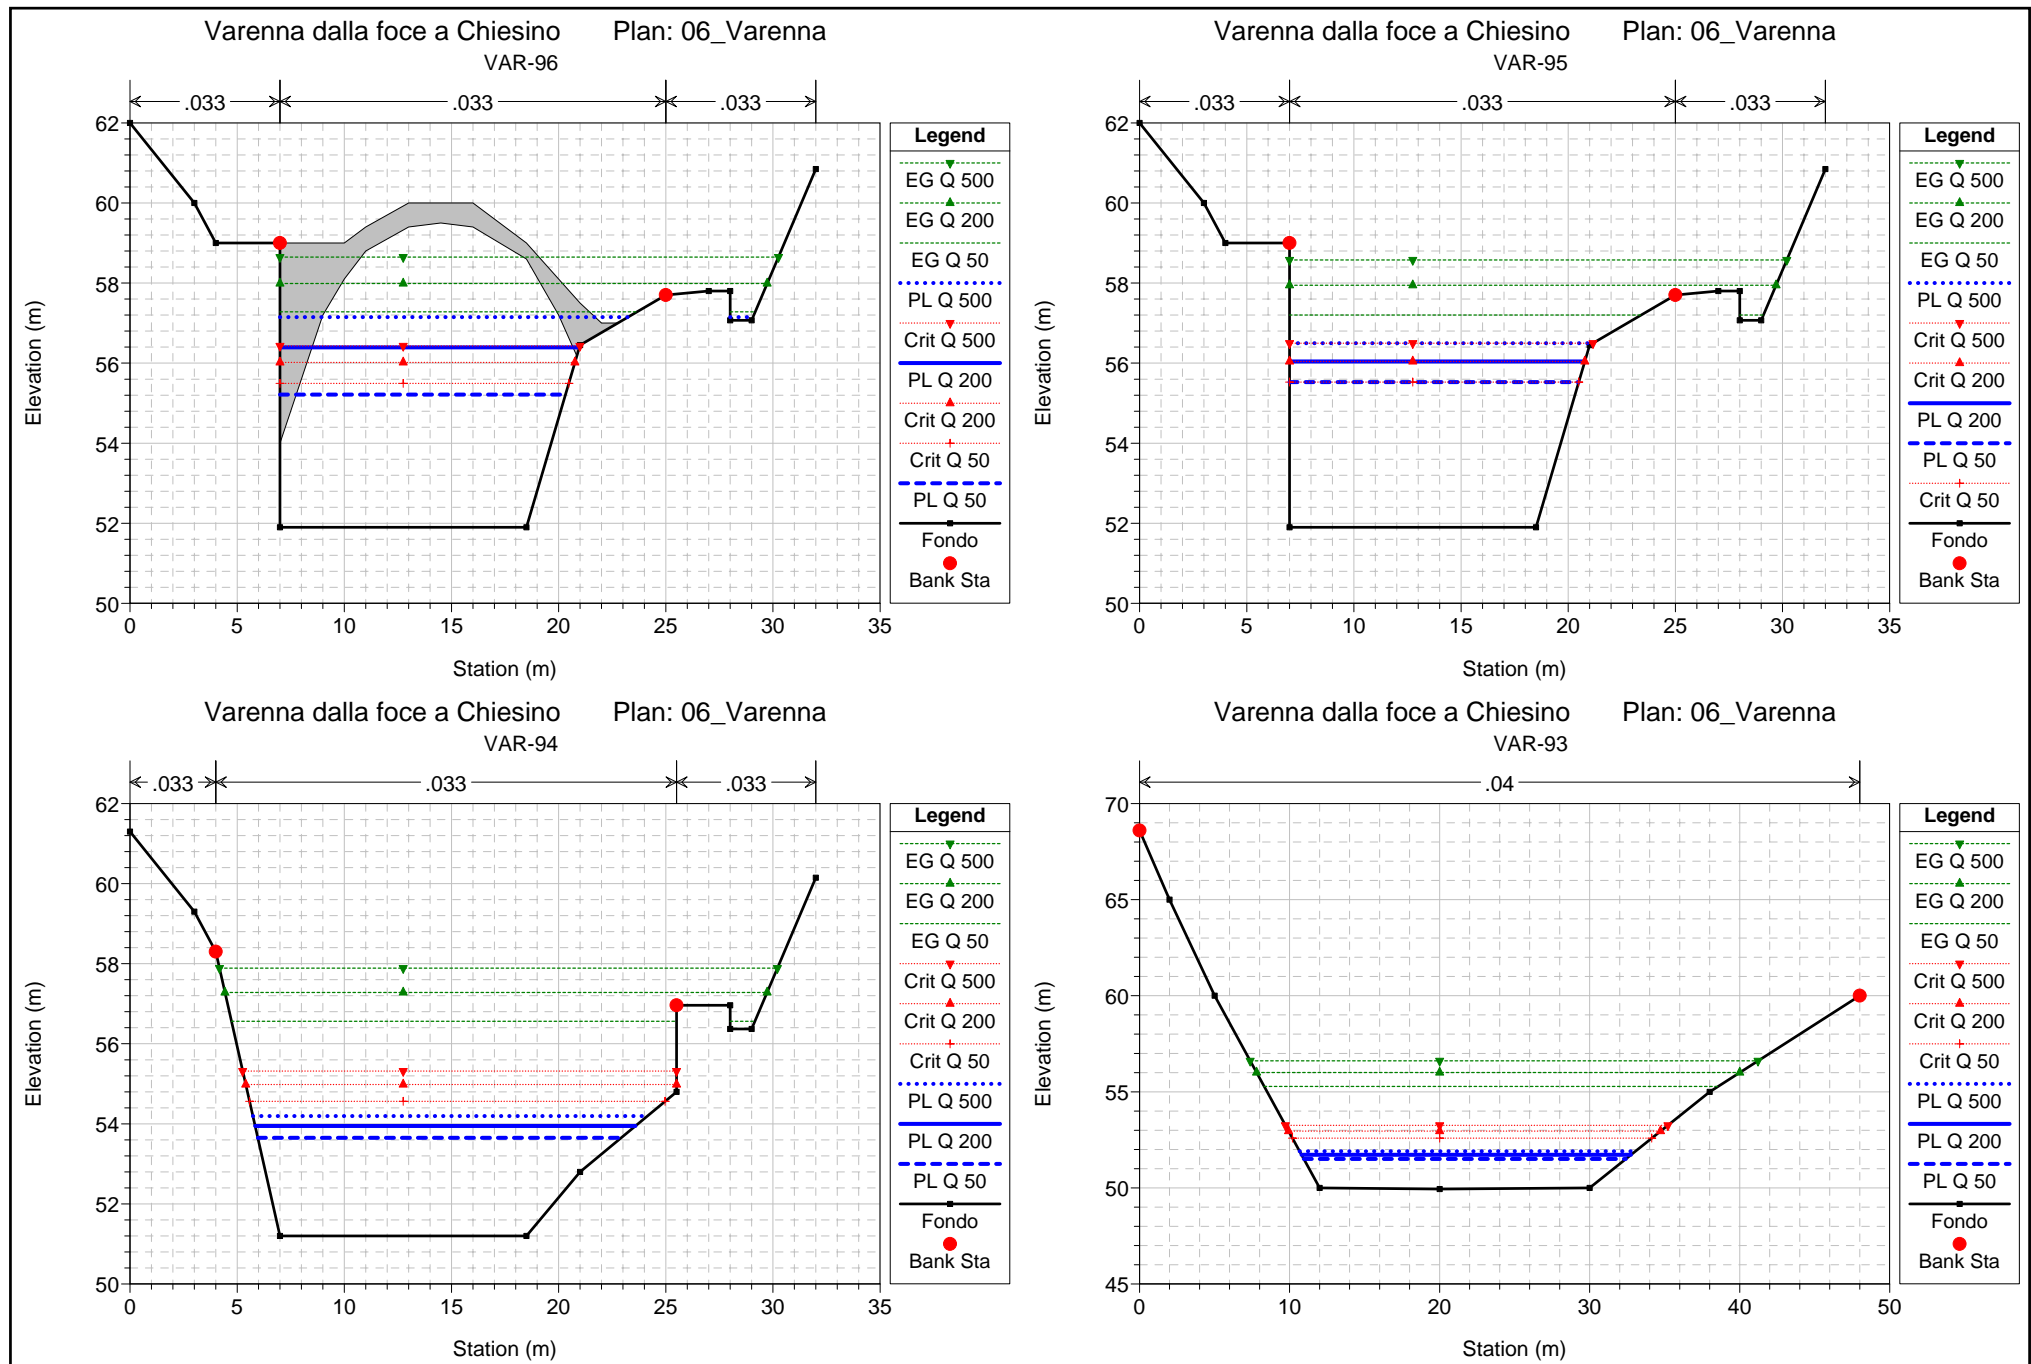 Varenna dalla foce a Chiesino Plan: 06_Varenna
VAR-96
.033 .033 .033
Elevation (m)
62
60
58
56
54
52
50
0 5 10 15 20 25 30 35
Station (m)
Legend
EG Q 500
EG Q 200
EG Q 50
PL Q 500
Crit Q 500
PL Q 200
Crit Q 200
Crit Q 50
PL Q 50
Fondo
Bank Sta
Varenna dalla foce a Chiesino Plan: 06_Varenna
VAR-95
.033 .033 .033
Elevation (m)
62
60
58
56
54
52
50
0 5 10 15 20 25 30 35
Station (m)
Legend
EG Q 500
EG Q 200
EG Q 50
PL Q 500
Crit Q 500
Crit Q 200
PL Q 200
PL Q 50
Crit Q 50
Fondo
Bank Sta
Varenna dalla foce a Chiesino Plan: 06_Varenna
VAR-94
.033 .033 .033
Elevation (m)
62
60
58
56
54
52
50
0 5 10 15 20 25 30 35
Station (m)
Legend
EG Q 500
EG Q 200
EG Q 50
Crit Q 500
Crit Q 200
Crit Q 50
PL Q 500
PL Q 200
PL Q 50
Fondo
Bank Sta
Varenna dalla foce a Chiesino Plan: 06_Varenna
VAR-93
.04
Elevation (m)
70
65
60
55
50
45
0 10 20 30 40 50
Station (m)
Legend
EG Q 500
EG Q 200
EG Q 50
Crit Q 500
Crit Q 200
Crit Q 50
PL Q 500
PL Q 200
PL Q 50
Fondo
Bank Sta